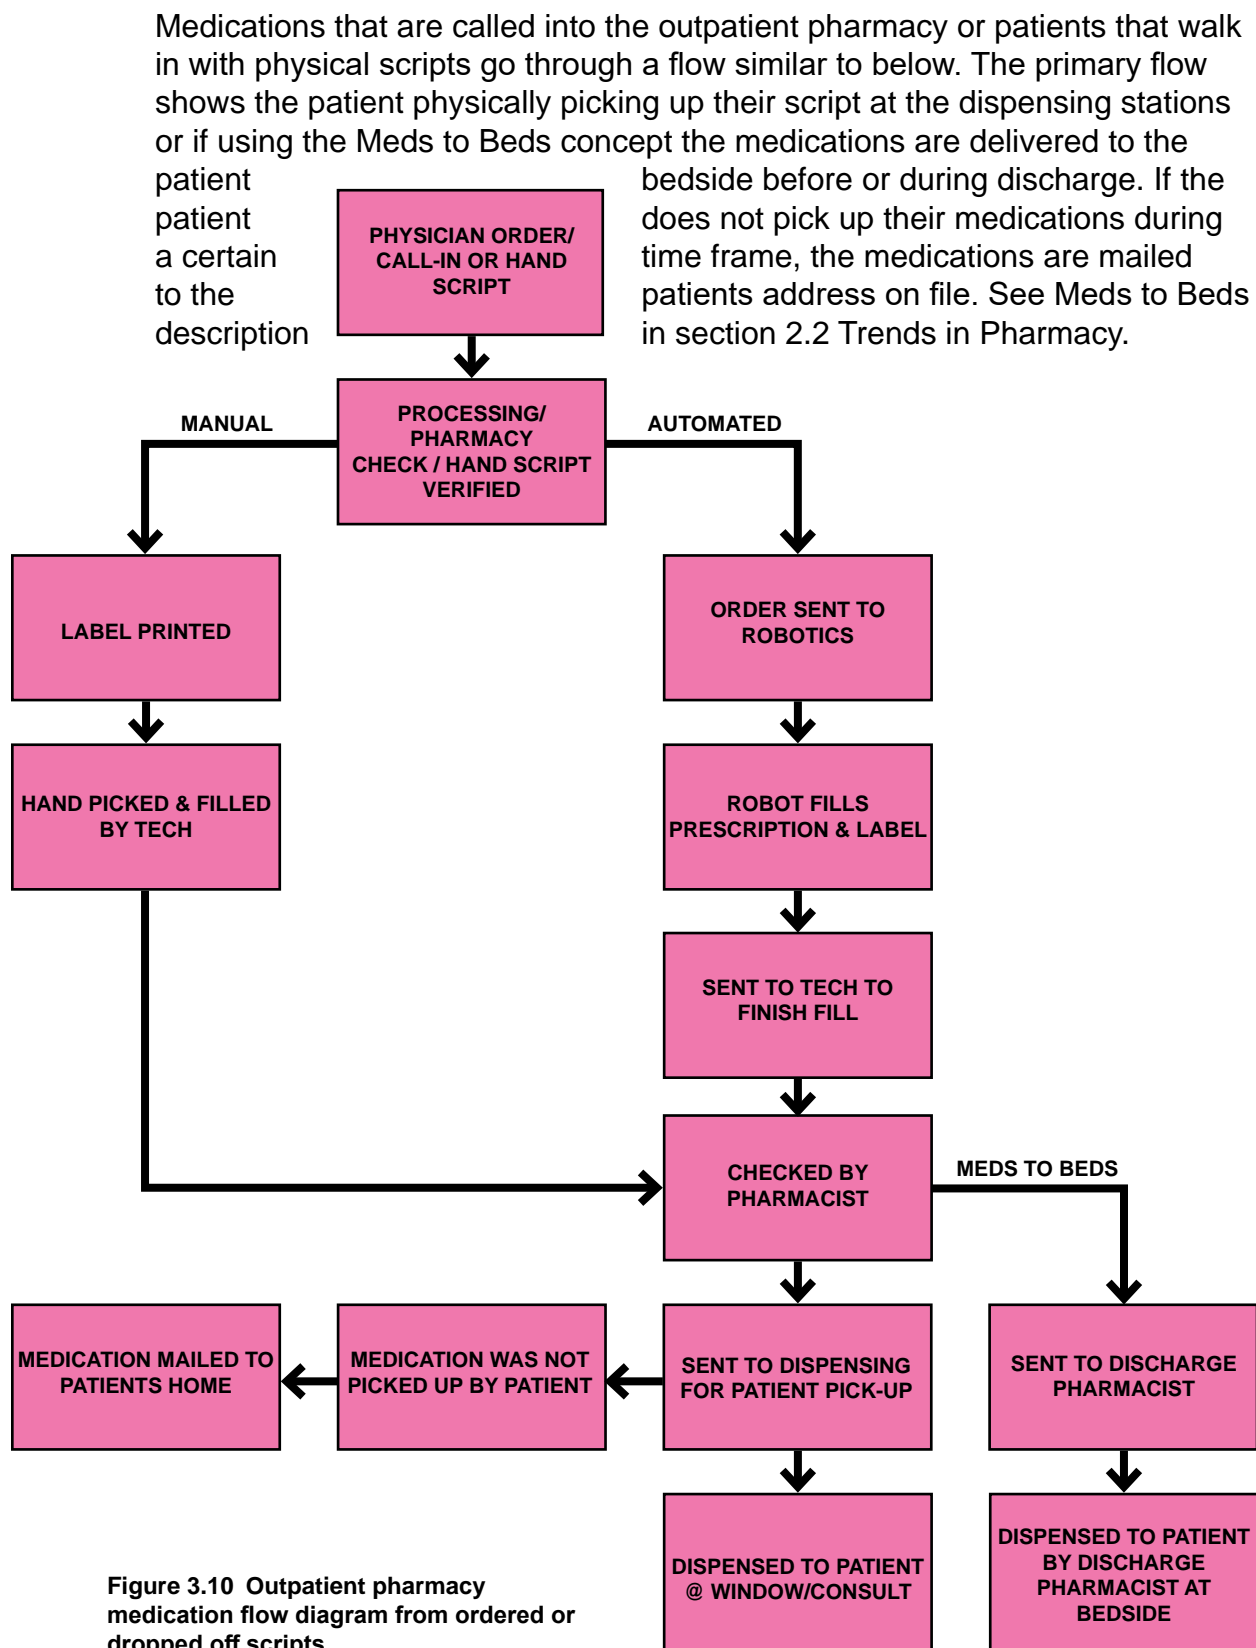 Medications that are called into the outpatient pharmacy or patients that walk
in with physical scripts go through a flow similar to below. The primary flow
shows the patient physically picking up their script at the dispensing stations
or if using the Meds to Beds concept the medications are delivered to the
patient bedside before or during discharge. If the
patient does not pick up their medications during
a certain time frame, the medications are mailed
to the patients address on file. See Meds to Beds
description in section 2.2 Trends in Pharmacy.
PHYSICIAN ORDER/
CALL-IN OR HAND
SCRIPT
PROCESSING/
PHARMACY
CHECK / HAND SCRIPT
VERIFIED
MANUAL
AUTOMATED
LABEL PRINTED
ORDER SENT TO
ROBOTICS
HAND PICKED & FILLED
BY TECH
ROBOT FILLS
PRESCRIPTION & LABEL
SENT TO TECH TO
FINISH FILL
CHECKED BY
PHARMACIST
MEDS TO BEDS
MEDICATION MAILED TO
PATIENTS HOME
MEDICATION WAS NOT
PICKED UP BY PATIENT
SENT TO DISPENSING
FOR PATIENT PICK-UP
SENT TO DISCHARGE
PHARMACIST
DISPENSED TO PATIENT
@ WINDOW/CONSULT
DISPENSED TO PATIENT
BY DISCHARGE
PHARMACIST AT
BEDSIDE
Figure 3.10 Outpatient pharmacy
medication flow diagram from ordered or
dropped off scripts